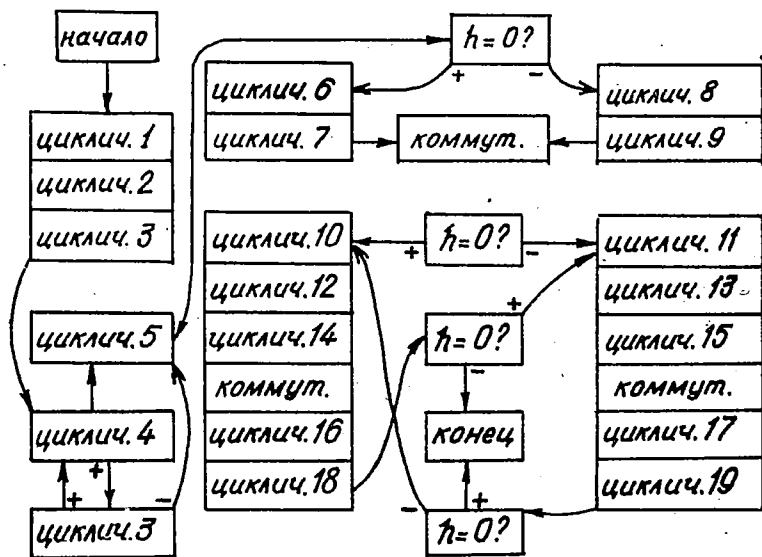 начало
h=0?
+ -
циклич. 6
циклич. 7
коммут.
циклич. 8
циклич. 9
циклич. 1
циклич. 2
циклич. 3
циклич. 5
+
циклич. 4
+ -
циклич. 3
циклич. 10
циклич. 12
циклич. 14
коммут.
циклич. 16
циклич. 18
h=0?
+ -
+
h=0?
-
конец
- +
h=0?
циклич. 11
циклич. 13
циклич. 15
коммут.
циклич. 17
циклич. 19